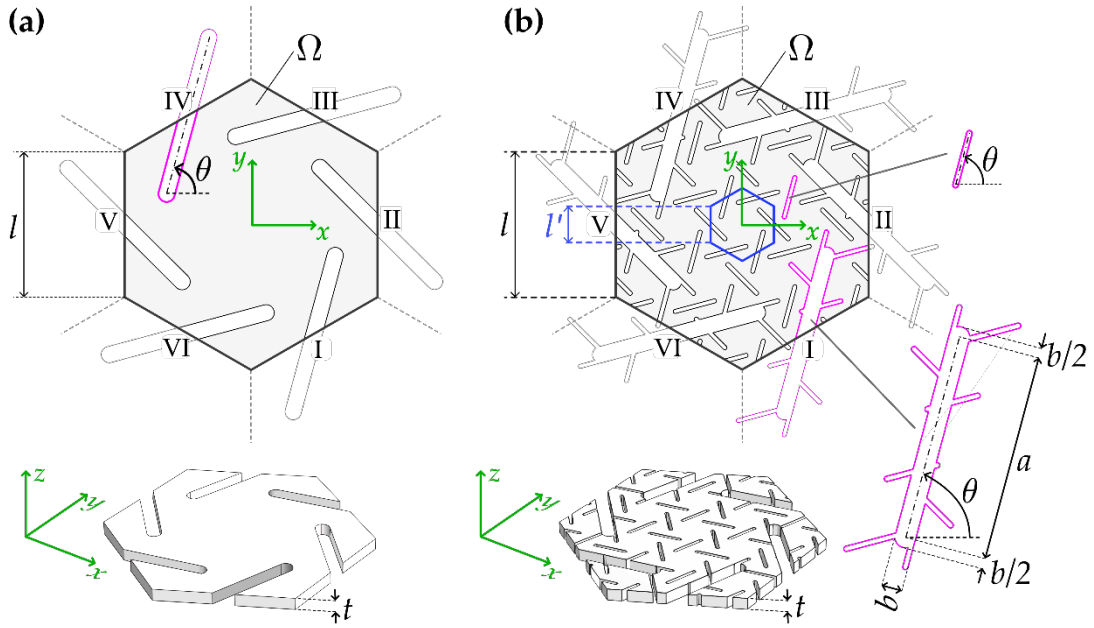 (a)
Ω
IV
III
θ
y
x
l
V
II
VI
I
z
y
x
t
(b)
Ω
IV
III
θ
y
x
l
l'
V
II
VI
I
b/2
a
θ
b/2
b
z
y
x
t